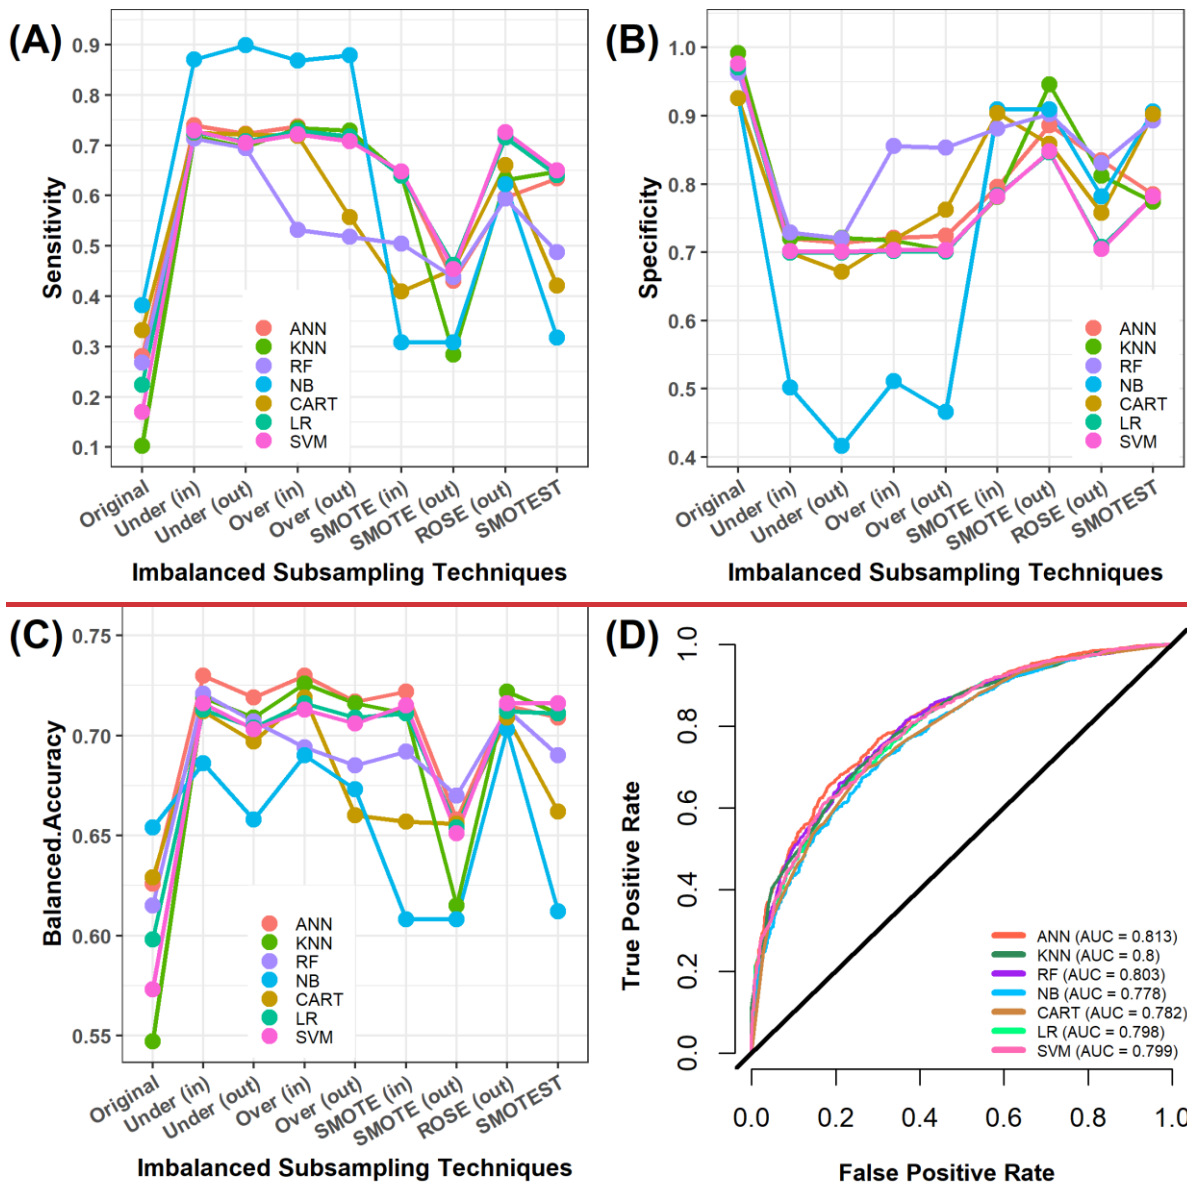 (A)
Sensitivity
0.9
0.8
0.7
0.6
0.5
0.4
0.3
0.2
0.1
ANN
KNN
RF
NB
CART
LR
SVM
Original
Under (in)
Under (out)
Over (in)
Over (out)
SMOTE (in)
SMOTE (out)
ROSE (out)
SMOTEST
Imbalanced Subsampling Techniques
(B)
Specificity
1.0
0.9
0.8
0.7
0.6
0.5
0.4
ANN
KNN
RF
NB
CART
LR
SVM
Original
Under (in)
Under (out)
Over (in)
Over (out)
SMOTE (in)
SMOTE (out)
ROSE (out)
SMOTEST
Imbalanced Subsampling Techniques
(C)
Balanced.Accuracy
0.75
0.70
0.65
0.60
0.55
ANN
KNN
RF
NB
CART
LR
SVM
Original
Under (in)
Under (out)
Over (in)
Over (out)
SMOTE (in)
SMOTE (out)
ROSE (out)
SMOTEST
Imbalanced Subsampling Techniques
(D)
True Positive Rate
1.0
0.8
0.6
0.4
0.2
0.0
ANN (AUC = 0.813)
KNN (AUC = 0.8)
RF (AUC = 0.803)
NB (AUC = 0.778)
CART (AUC = 0.782)
LR (AUC = 0.798)
SVM (AUC = 0.799)
0.0 0.2 0.4 0.6 0.8 1.0
False Positive Rate